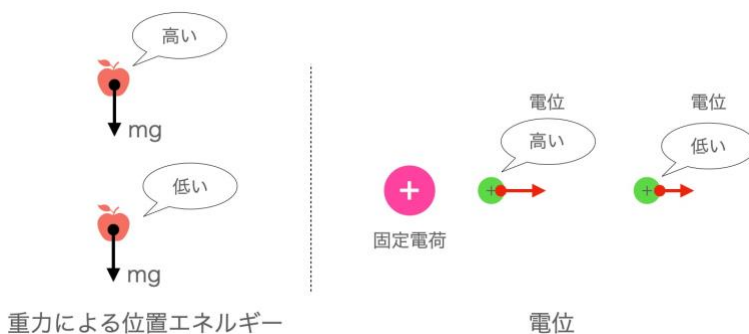 高い
mg
低い
mg
重力による位置エネルギー
電位
高い
電位
低い
+
+
+
固定電荷
電位